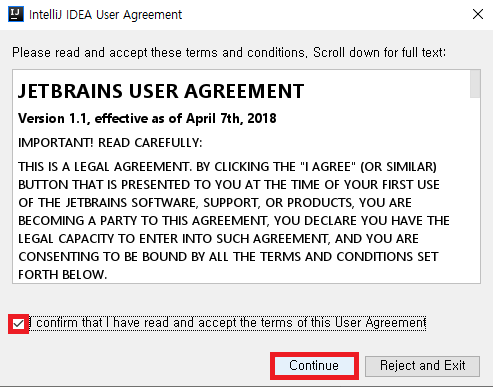 IntelliJ IDEA User Agreement
Please read and accept these terms and conditions. Scroll down for full text:
JETBRAINS USER AGREEMENT
Version 1.1, effective as of April 7th, 2018
IMPORTANT! READ CAREFULLY:
THIS IS A LEGAL AGREEMENT. BY CLICKING THE "I AGREE" (OR SIMILAR)
BUTTON THAT IS PRESENTED TO YOU AT THE TIME OF YOUR FIRST USE
OF THE JETBRAINS SOFTWARE, SUPPORT, OR PRODUCTS, YOU ARE
BECOMING A PARTY TO THIS AGREEMENT, YOU DECLARE YOU HAVE THE
LEGAL CAPACITY TO ENTER INTO SUCH AGREEMENT, AND YOU ARE
CONSENTING TO BE BOUND BY ALL THE TERMS AND CONDITIONS SET
FORTH BELOW.
I confirm that I have read and accept the terms of this User Agreement
Continue
Reject and Exit